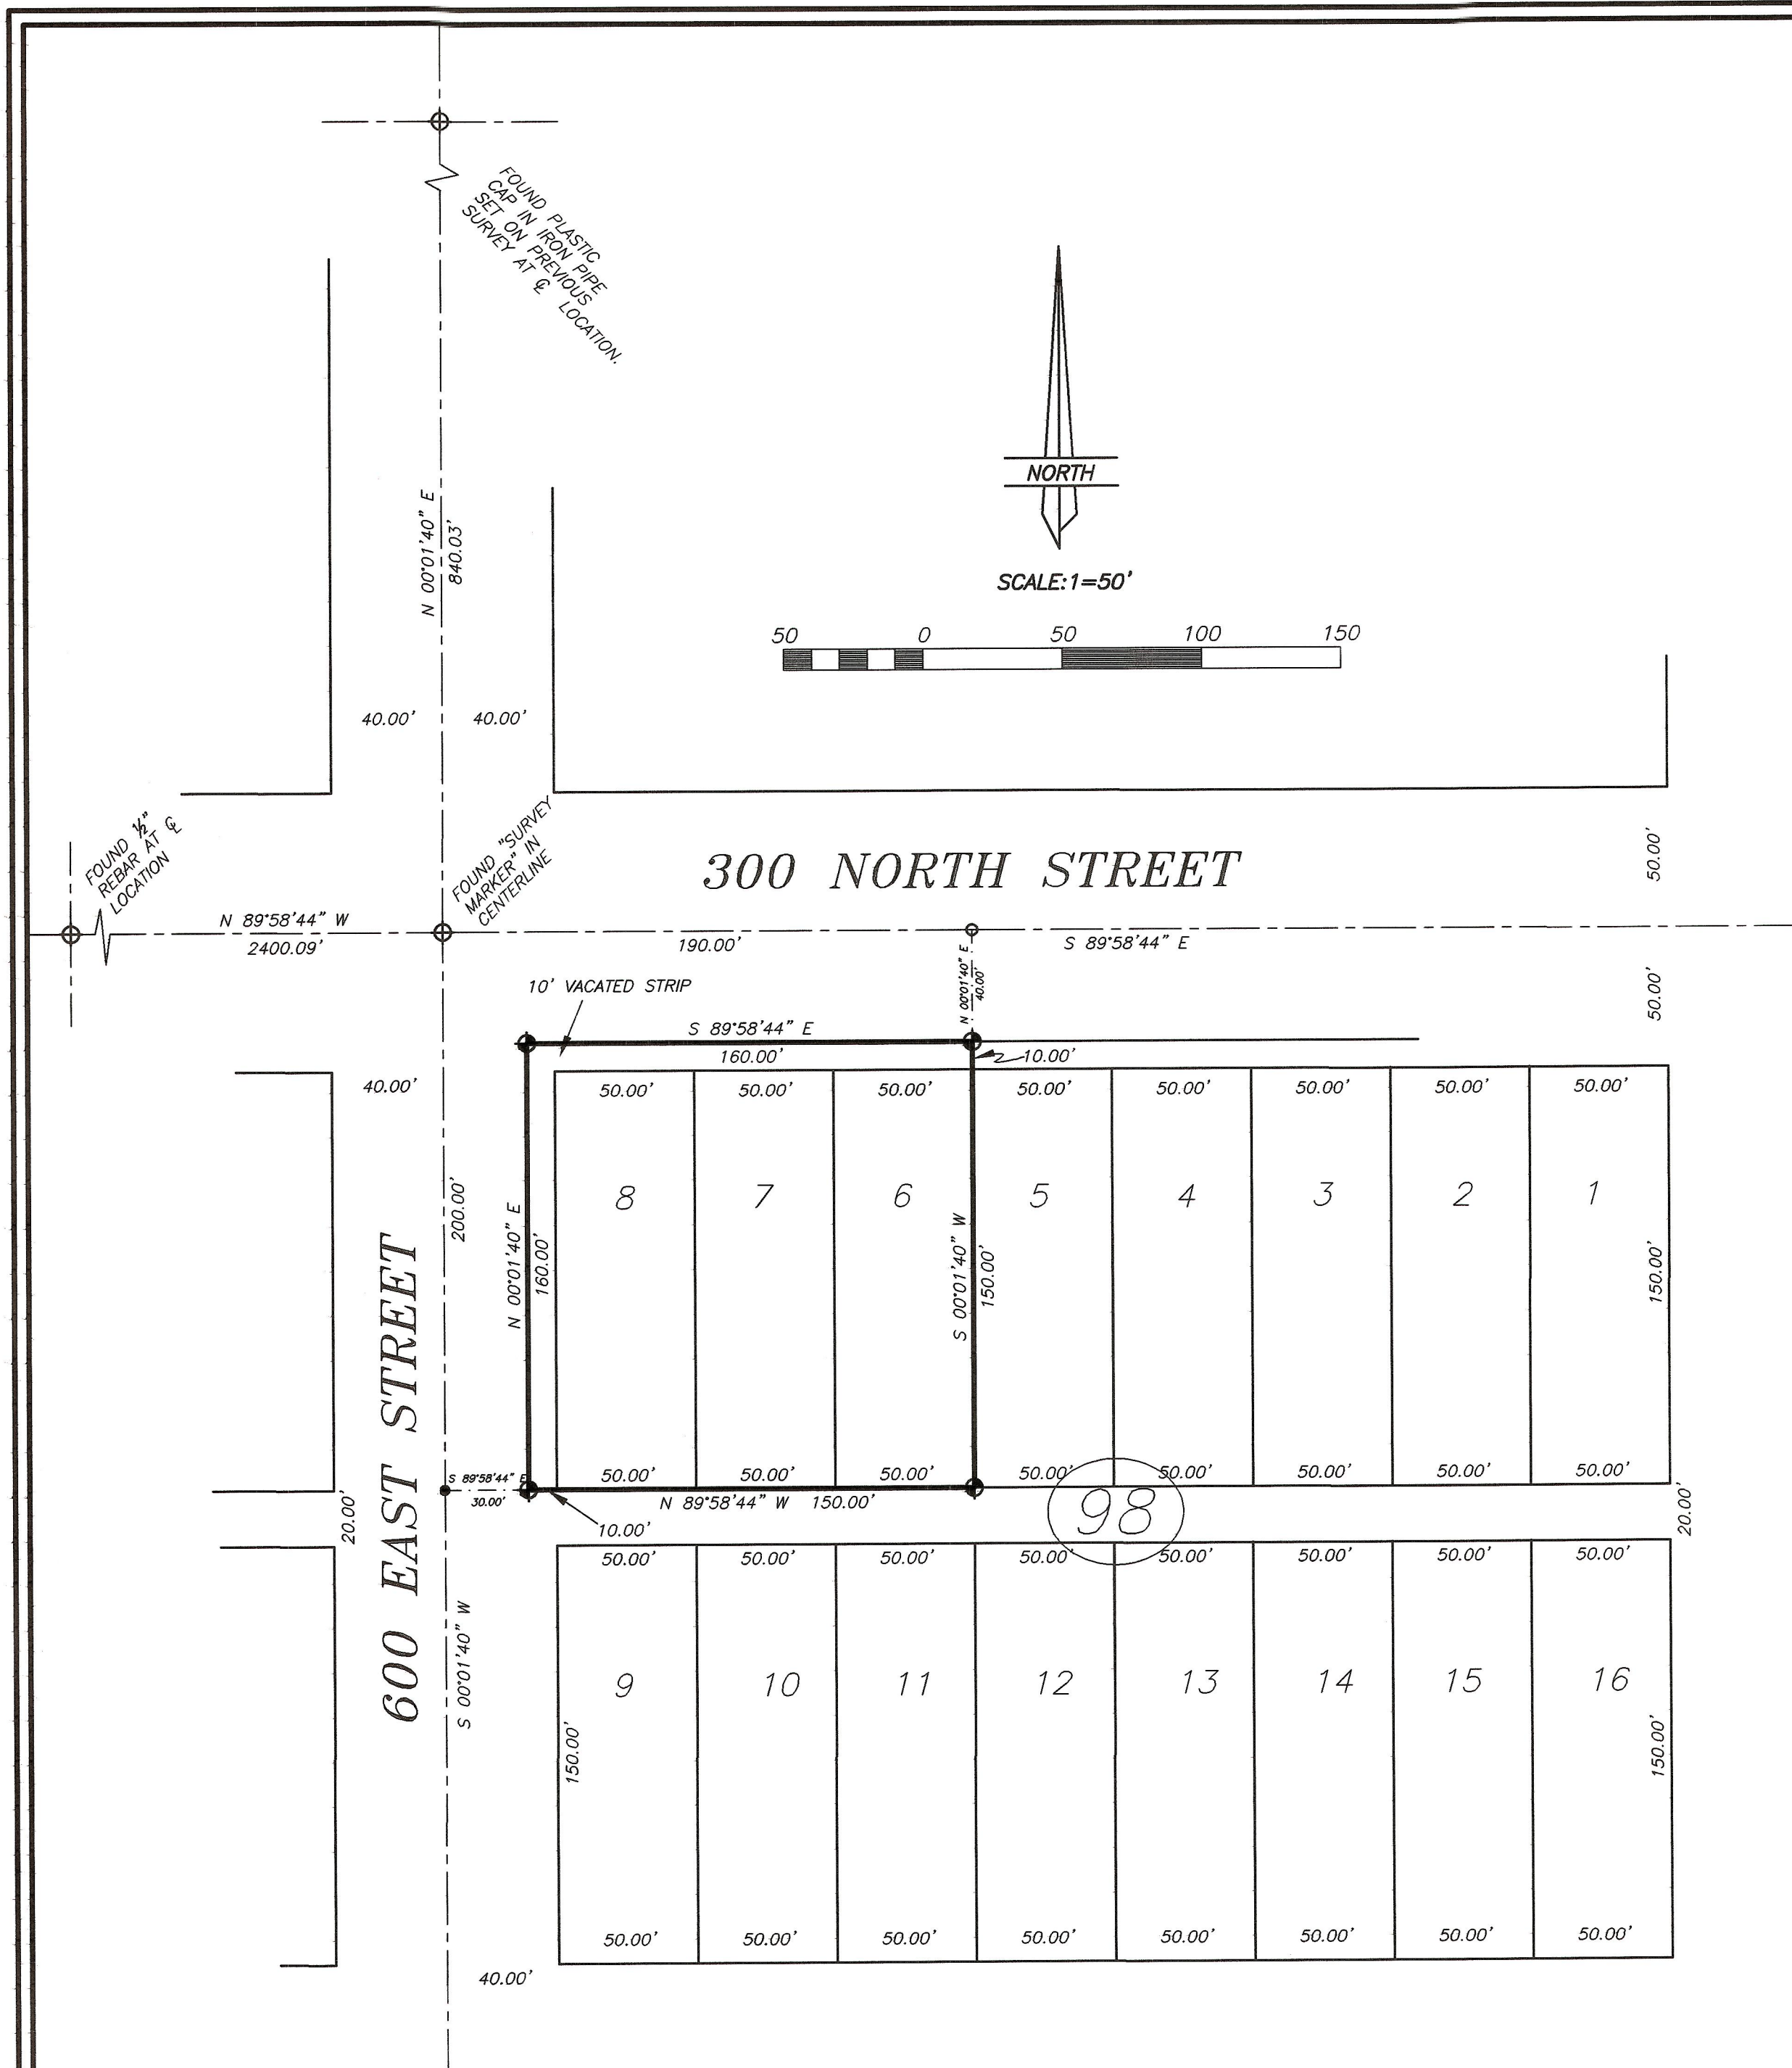 FOUND PLASTIC
CAP IN IRON PIPE
SET ON PREVIOUS
SURVEY AT ℄ LOCATION.
N 00°01'40" E
840.03'
NORTH
SCALE:1=50'
50 0 50 100 150
40.00' 40.00'
FOUND ½"
REBAR AT ℄
LOCATION
FOUND "SURVEY
MARKER" IN
CENTERLINE
300 NORTH STREET
50.00'
N 89°58'44" W
2400.09'
190.00'
S 89°58'44" E
N 00°01'40" E
40.00'
50.00'
10' VACATED STRIP
S 89°58'44" E
160.00'
10.00'
40.00'
50.00' 50.00' 50.00' 50.00' 50.00' 50.00' 50.00' 50.00'
8 7 6 5 4 3 2 1
200.00'
N 00°01'40" E
160.00'
S 00°01'40" W
150.00'
150.00'
600 EAST STREET
50.00' 50.00' 50.00' 50.00' 50.00' 50.00' 50.00' 50.00'
S 89°58'44" E
30.00'
N 89°58'44" W 150.00'
10.00'
98
20.00'
20.00'
50.00' 50.00' 50.00' 50.00' 50.00' 50.00' 50.00' 50.00'
S 00°01'40" W
9 10 11 12 13 14 15 16
150.00'
150.00'
50.00' 50.00' 50.00' 50.00' 50.00' 50.00' 50.00' 50.00'
40.00'